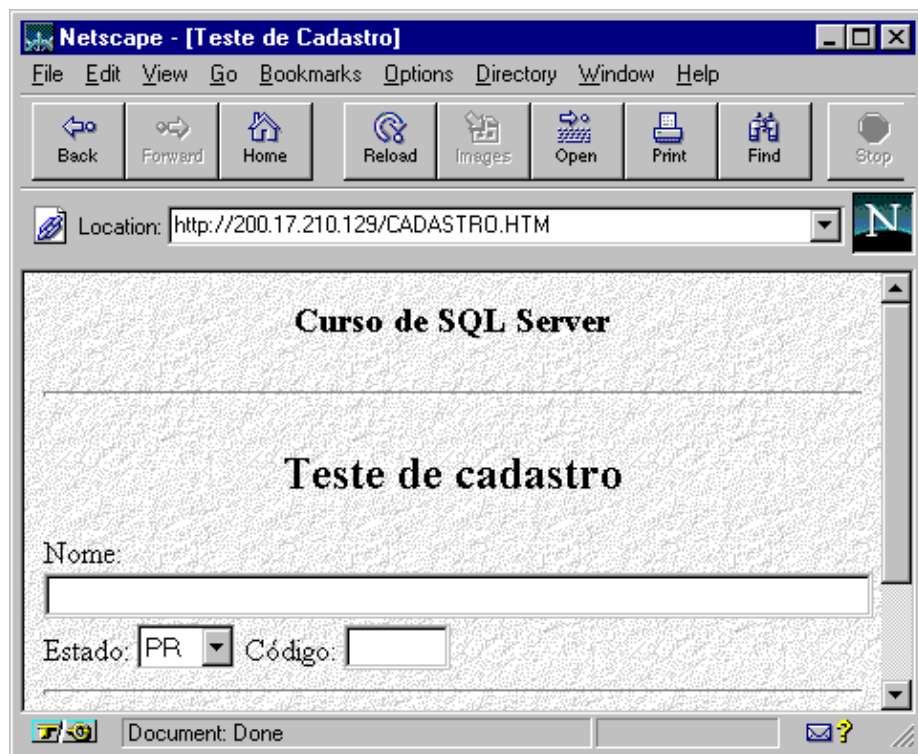 Netscape - [Teste de Cadastro]
File Edit View Go Bookmarks Options Directory Window Help
Back Forward Home Reload Images Open Print Find Stop
Location: http://200.17.210.129/CADASTRO.HTM N
Curso de SQL Server
Teste de cadastro
Nome:
Estado: PR Código:
Document: Done